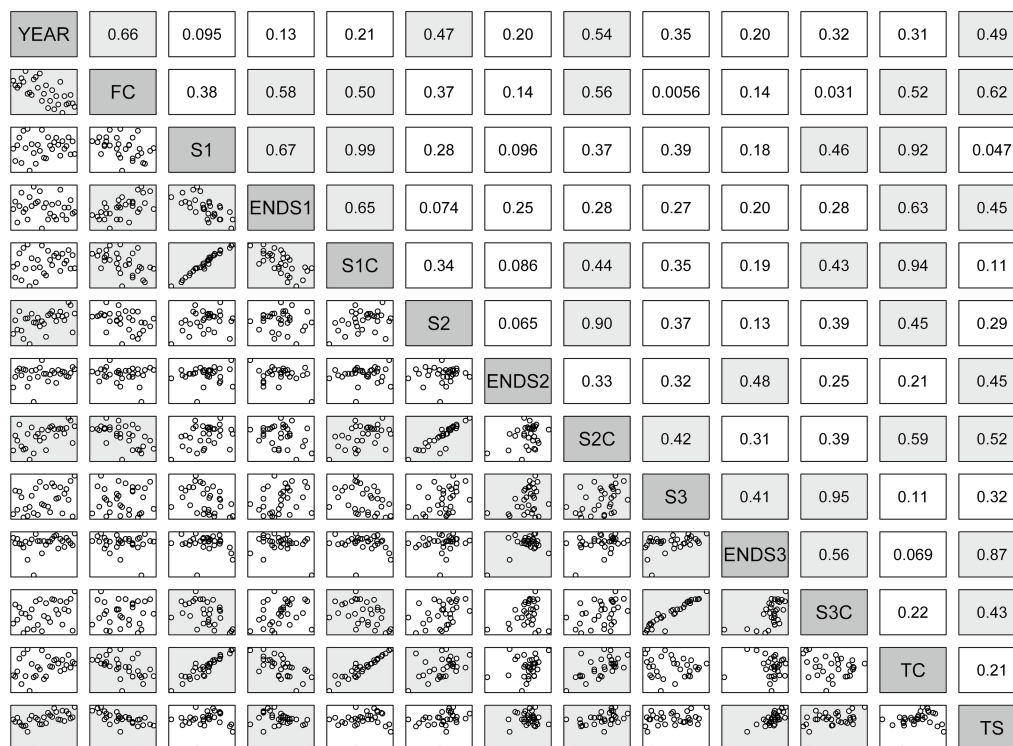 YEAR 0.66 0.095 0.13 0.21 0.47 0.20 0.54 0.35 0.20 0.32 0.31 0.49
FC 0.38 0.58 0.50 0.37 0.14 0.56 0.0056 0.14 0.031 0.52 0.62
S1 0.67 0.99 0.28 0.096 0.37 0.39 0.18 0.46 0.92 0.047
ENDS1 0.65 0.074 0.25 0.28 0.27 0.20 0.28 0.63 0.45
S1C 0.34 0.086 0.44 0.35 0.19 0.43 0.94 0.11
S2 0.065 0.90 0.37 0.13 0.39 0.45 0.29
ENDS2 0.33 0.32 0.48 0.25 0.21 0.45
S2C 0.42 0.31 0.39 0.59 0.52
S3 0.41 0.95 0.11 0.32
ENDS3 0.56 0.069 0.87
S3C 0.22 0.43
TC 0.21
TS